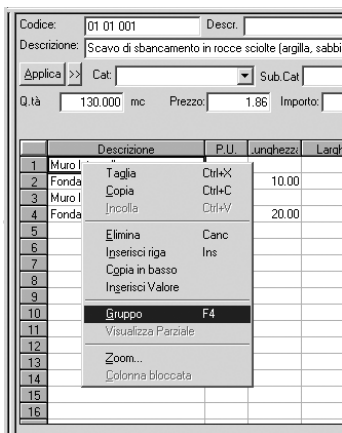 Codice: 01 01 001 Descr.
Descrizione: Scavo di sbancamento in rocce sciolte (argilla, sabbi
Applica >> Cat: Sub.Cat
Q.tà 130.000 mc Prezzo: 1.86 Importo:
Descrizione P.U. unghezza Largh
1 Muro
2 Fonda 10.00
3 Muro
4 Fonda 20.00
5
6
7
8
9
10
11
12
13
14
15
16
Taglia Ctrl+X
Copia Ctrl+C
Incolla Ctrl+V
Elimina Canc
Inserisci riga Ins
Copia in basso
Inserisci Valore
Gruppo F4
Visualizza Parziale
Zoom...
Colonna bloccata